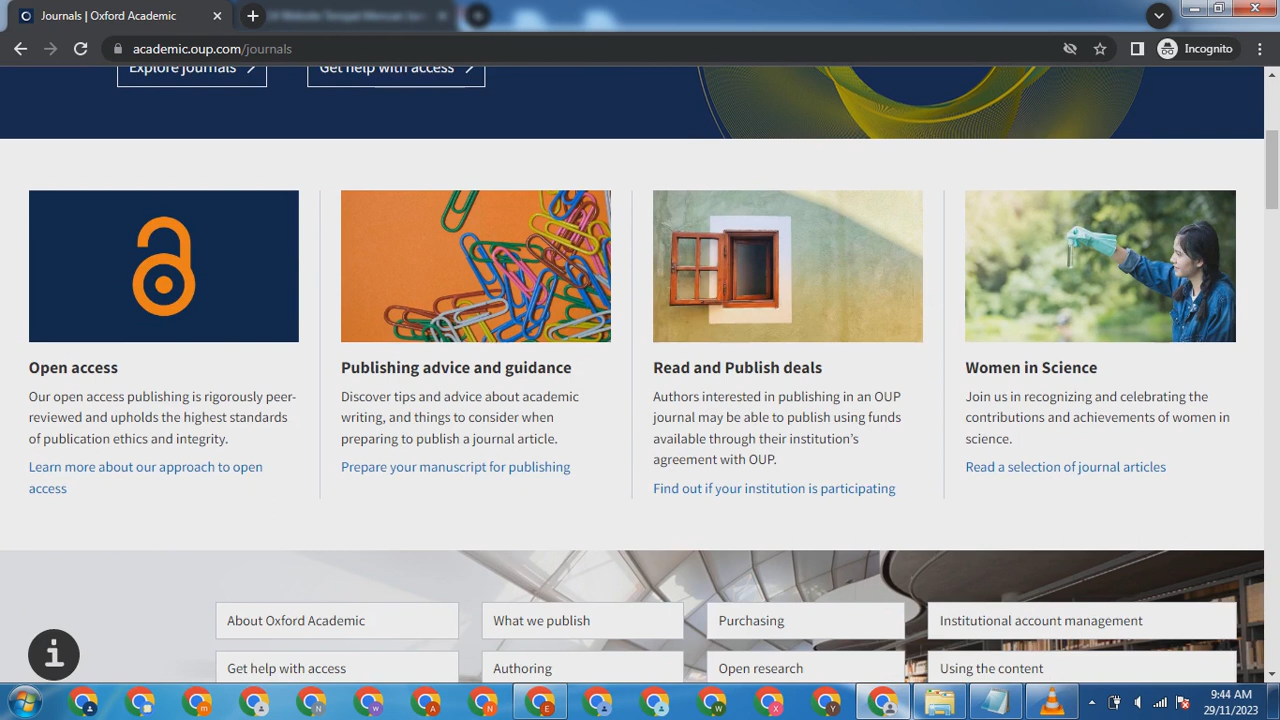 Journals | Oxford Academic
academic.oup.com/journals
Incognito
Explore journals
Get help with access
Open access
Our open access publishing is rigorously peer-
reviewed and upholds the highest standards
of publication ethics and integrity.
Learn more about our approach to open
access
Publishing advice and guidance
Discover tips and advice about academic
writing, and things to consider when
preparing to publish a journal article.
Prepare your manuscript for publishing
Read and Publish deals
Authors interested in publishing in an OUP
journal may be able to publish using funds
available through their institution's
agreement with OUP.
Find out if your institution is participating
Women in Science
Join us in recognizing and celebrating the
contributions and achievements of women in
science.
Read a selection of journal articles
About Oxford Academic
What we publish
Purchasing
Institutional account management
Get help with access
Authoring
Open research
Using the content
9:44 AM
29/11/2023